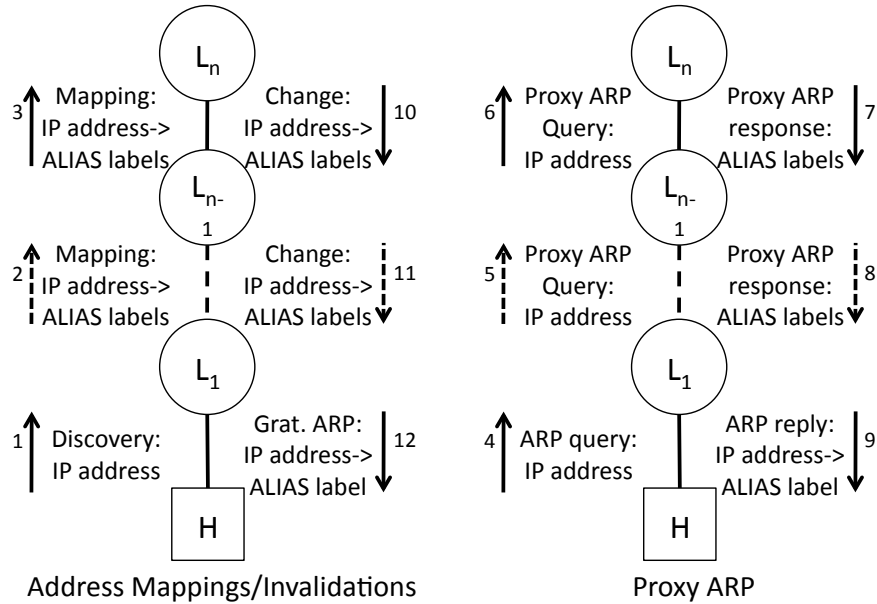 Lₙ
3
Mapping:
IP address->
ALIAS labels
Change:
IP address->
ALIAS labels
10
Lₙ₋
₁
2
Mapping:
IP address->
ALIAS labels
Change:
IP address->
ALIAS labels
11
L₁
1
Discovery:
IP address
Grat. ARP:
IP address->
ALIAS label
12
H
Address Mappings/Invalidations
Lₙ
6
Proxy ARP
Query:
IP address
Proxy ARP
response:
ALIAS labels
7
Lₙ₋
₁
5
Proxy ARP
Query:
IP address
Proxy ARP
response:
ALIAS labels
8
L₁
4
ARP query:
IP address
ARP reply:
IP address->
ALIAS label
9
H
Proxy ARP